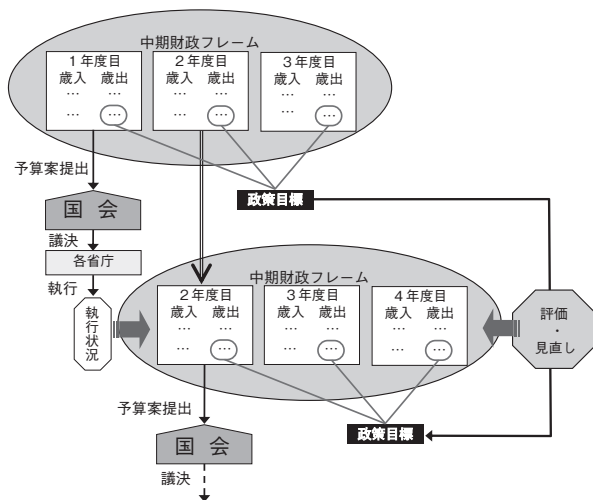 中期財政フレーム
1年度目 2年度目 3年度目
歳入 歳出 歳入 歳出 歳入 歳出
… … … … … …
… … … … … …
予算案提出
政策目標
国 会
議決
各省庁
執行
執行状況
中期財政フレーム
2年度目 3年度目 4年度目
歳入 歳出 歳入 歳出 歳入 歳出
… … … … … …
… … … … … …
評価
・
見直し
予算案提出
政策目標
国 会
議決